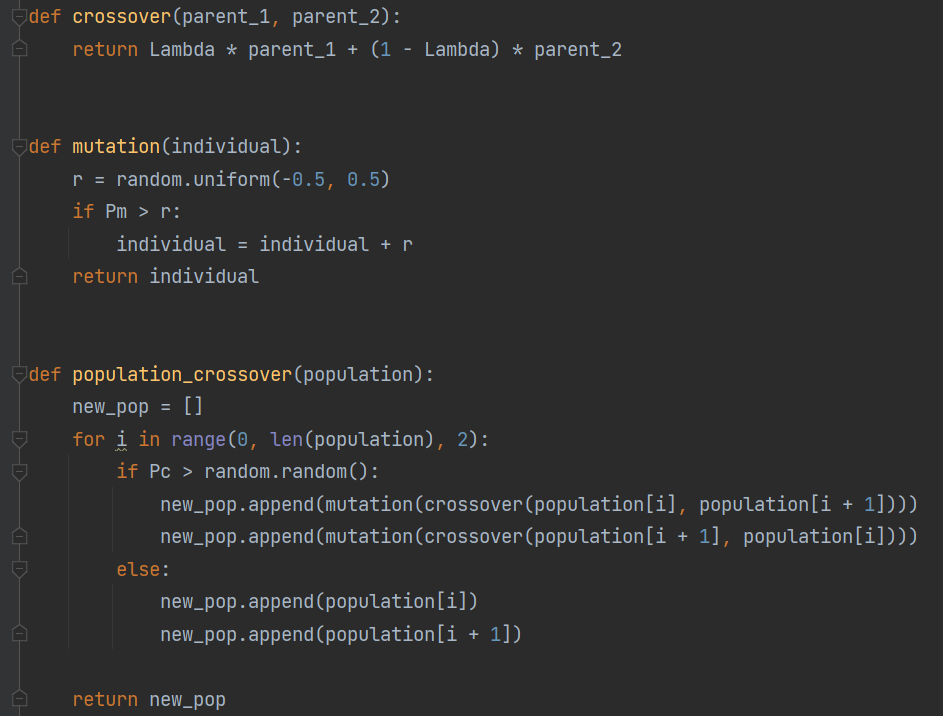 def crossover(parent_1, parent_2):
    return Lambda * parent_1 + (1 - Lambda) * parent_2
def mutation(individual):
    r = random.uniform(-0.5, 0.5)
    if Pm > r:
        individual = individual + r
    return individual
def population_crossover(population):
    new_pop = []
    for i in range(0, len(population), 2):
        if Pc > random.random():
            new_pop.append(mutation(crossover(population[i], population[i + 1])))
            new_pop.append(mutation(crossover(population[i + 1], population[i])))
        else:
            new_pop.append(population[i])
            new_pop.append(population[i + 1])
    return new_pop